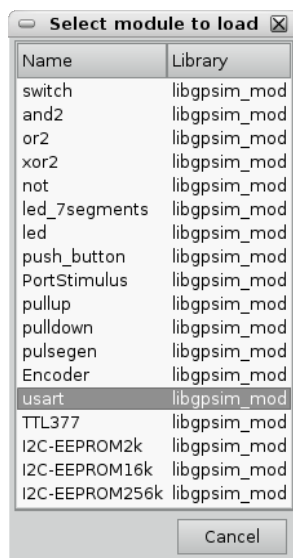 Select module to load
Name Library
switch libgpsim_mod
and2 libgpsim_mod
or2 libgpsim_mod
xor2 libgpsim_mod
not libgpsim_mod
led_7segments libgpsim_mod
led libgpsim_mod
push_button libgpsim_mod
PortStimulus libgpsim_mod
pullup libgpsim_mod
pulldown libgpsim_mod
pulsegen libgpsim_mod
Encoder libgpsim_mod
usart libgpsim_mod
TTL377 libgpsim_mod
I2C-EEPROM2k libgpsim_mod
I2C-EEPROM16k libgpsim_mod
I2C-EEPROM256k libgpsim_mod
Cancel